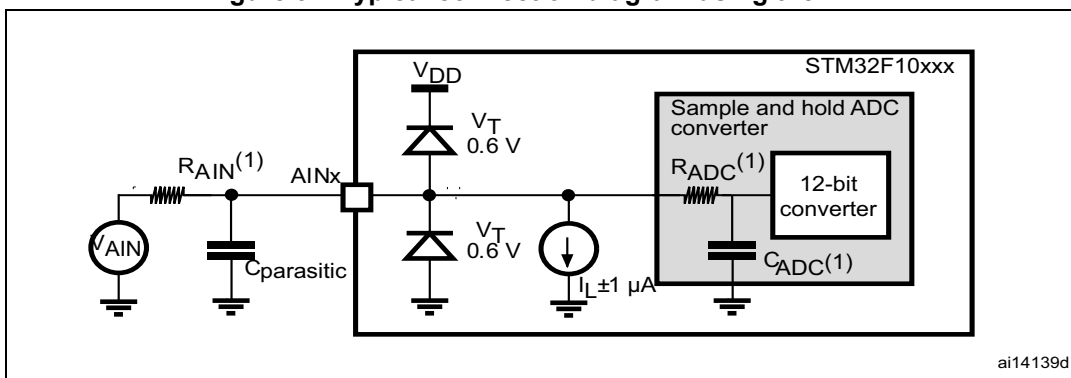 STM32F10xxx
VDD
Sample and hold ADC
converter
VT
0.6 V
RAIN(1)
AINx
RADC(1)
12-bit
converter
VAIN
Cparasitic
VT
0.6 V
IL±1 µA
CADC(1)
ai14139d